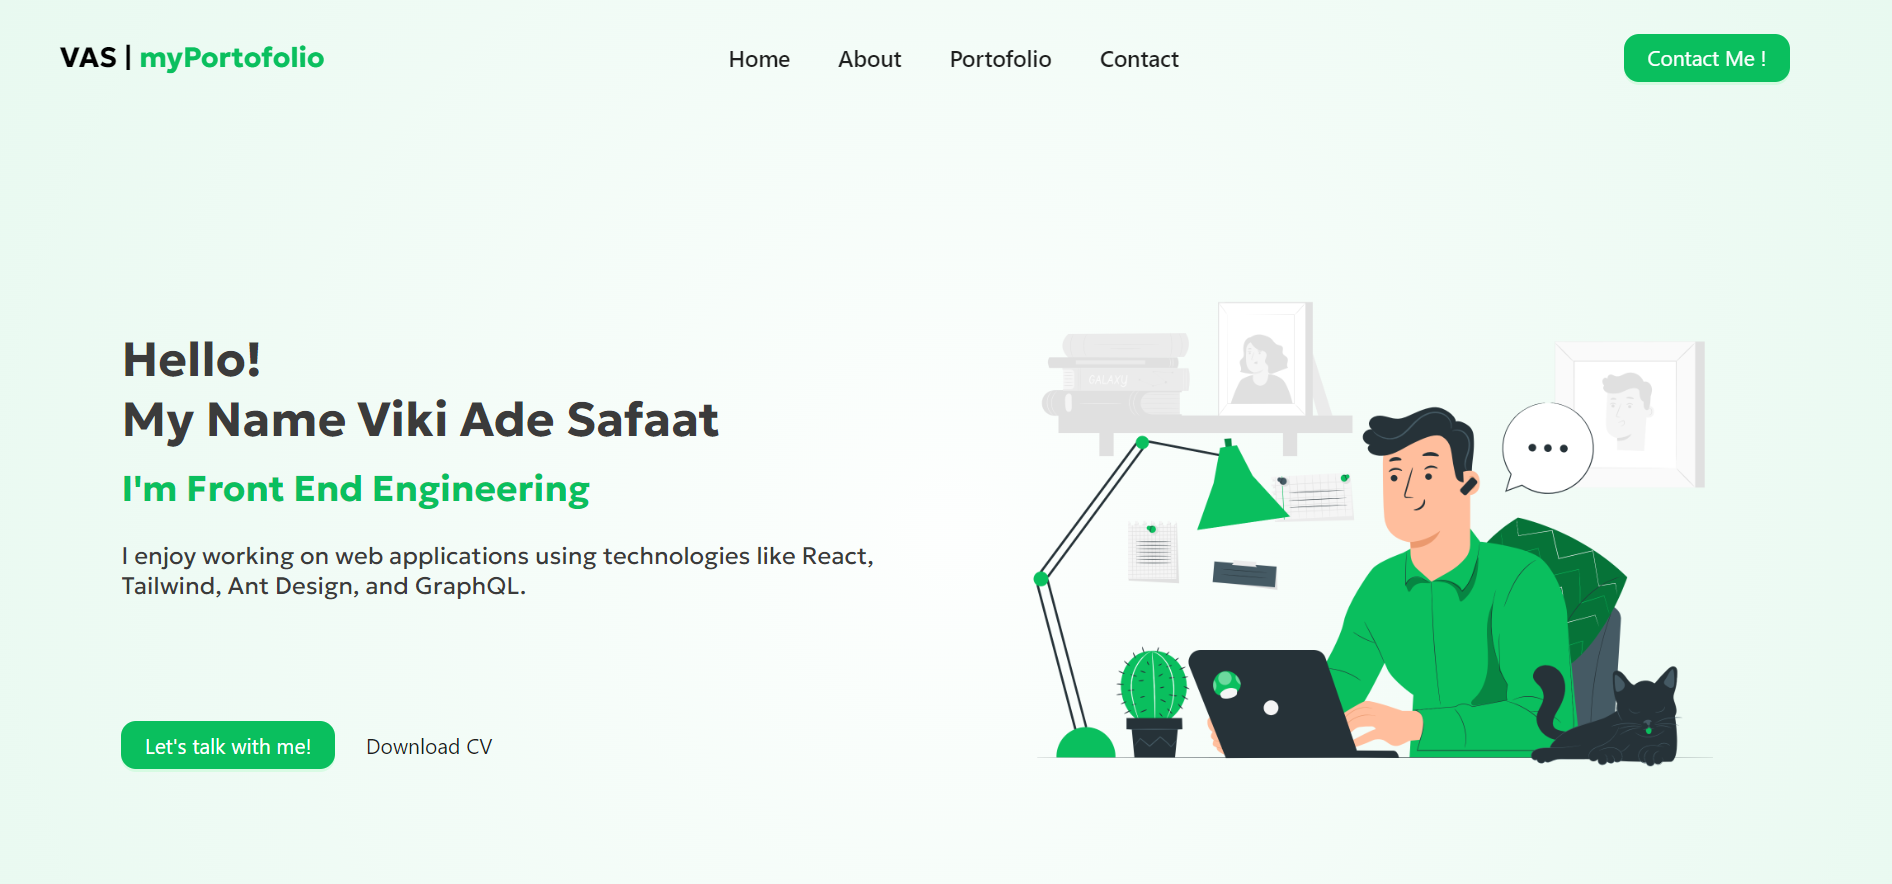 VAS | myPortofolio
Home
About
Portofolio
Contact
Contact Me !
Hello!
My Name Viki Ade Safaat
I'm Front End Engineering
I enjoy working on web applications using technologies like React,
Tailwind, Ant Design, and GraphQL.
Let's talk with me!
Download CV
GALAXY